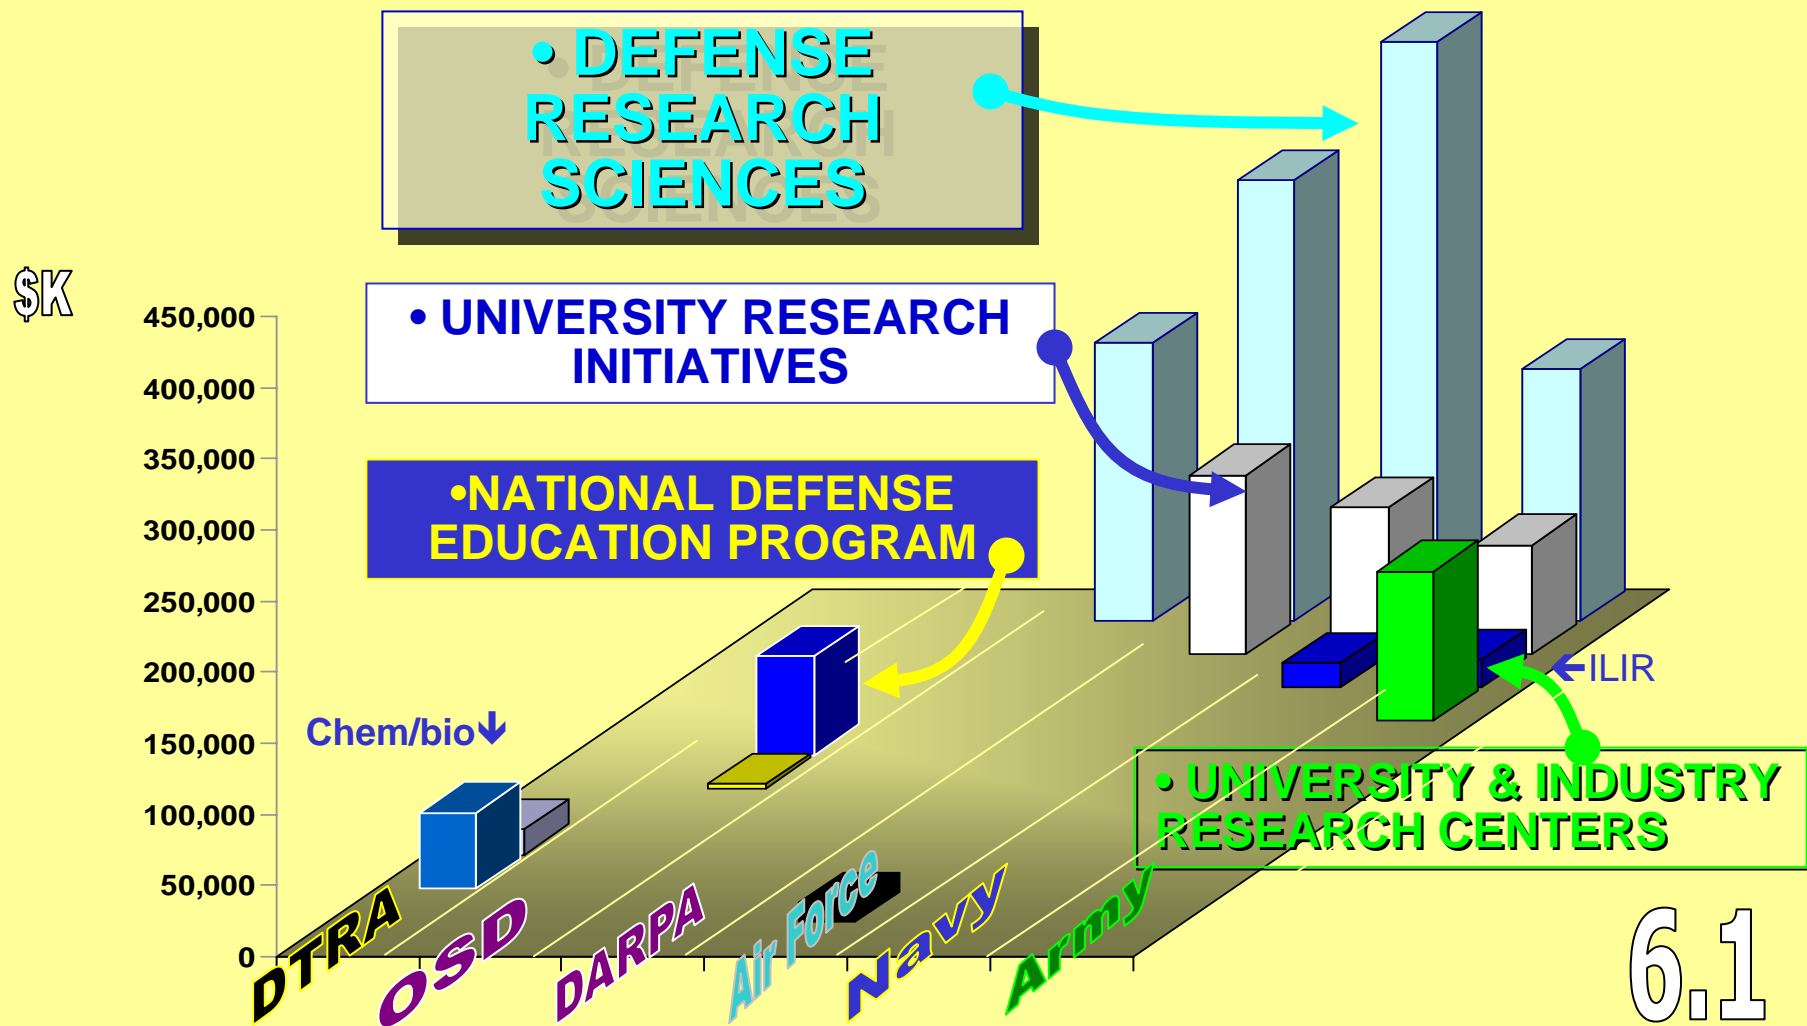 • DEFENSE
RESEARCH
SCIENCES
$K
• UNIVERSITY RESEARCH
INITIATIVES
450,000
400,000
350,000
300,000
250,000
200,000
150,000
100,000
50,000
0
•NATIONAL DEFENSE
EDUCATION PROGRAM
Chem/bio🡻
🡸ILIR
• UNIVERSITY & INDUSTRY
RESEARCH CENTERS
DTRA
OSD
DARPA
Air Force
Navy
Army
6.1